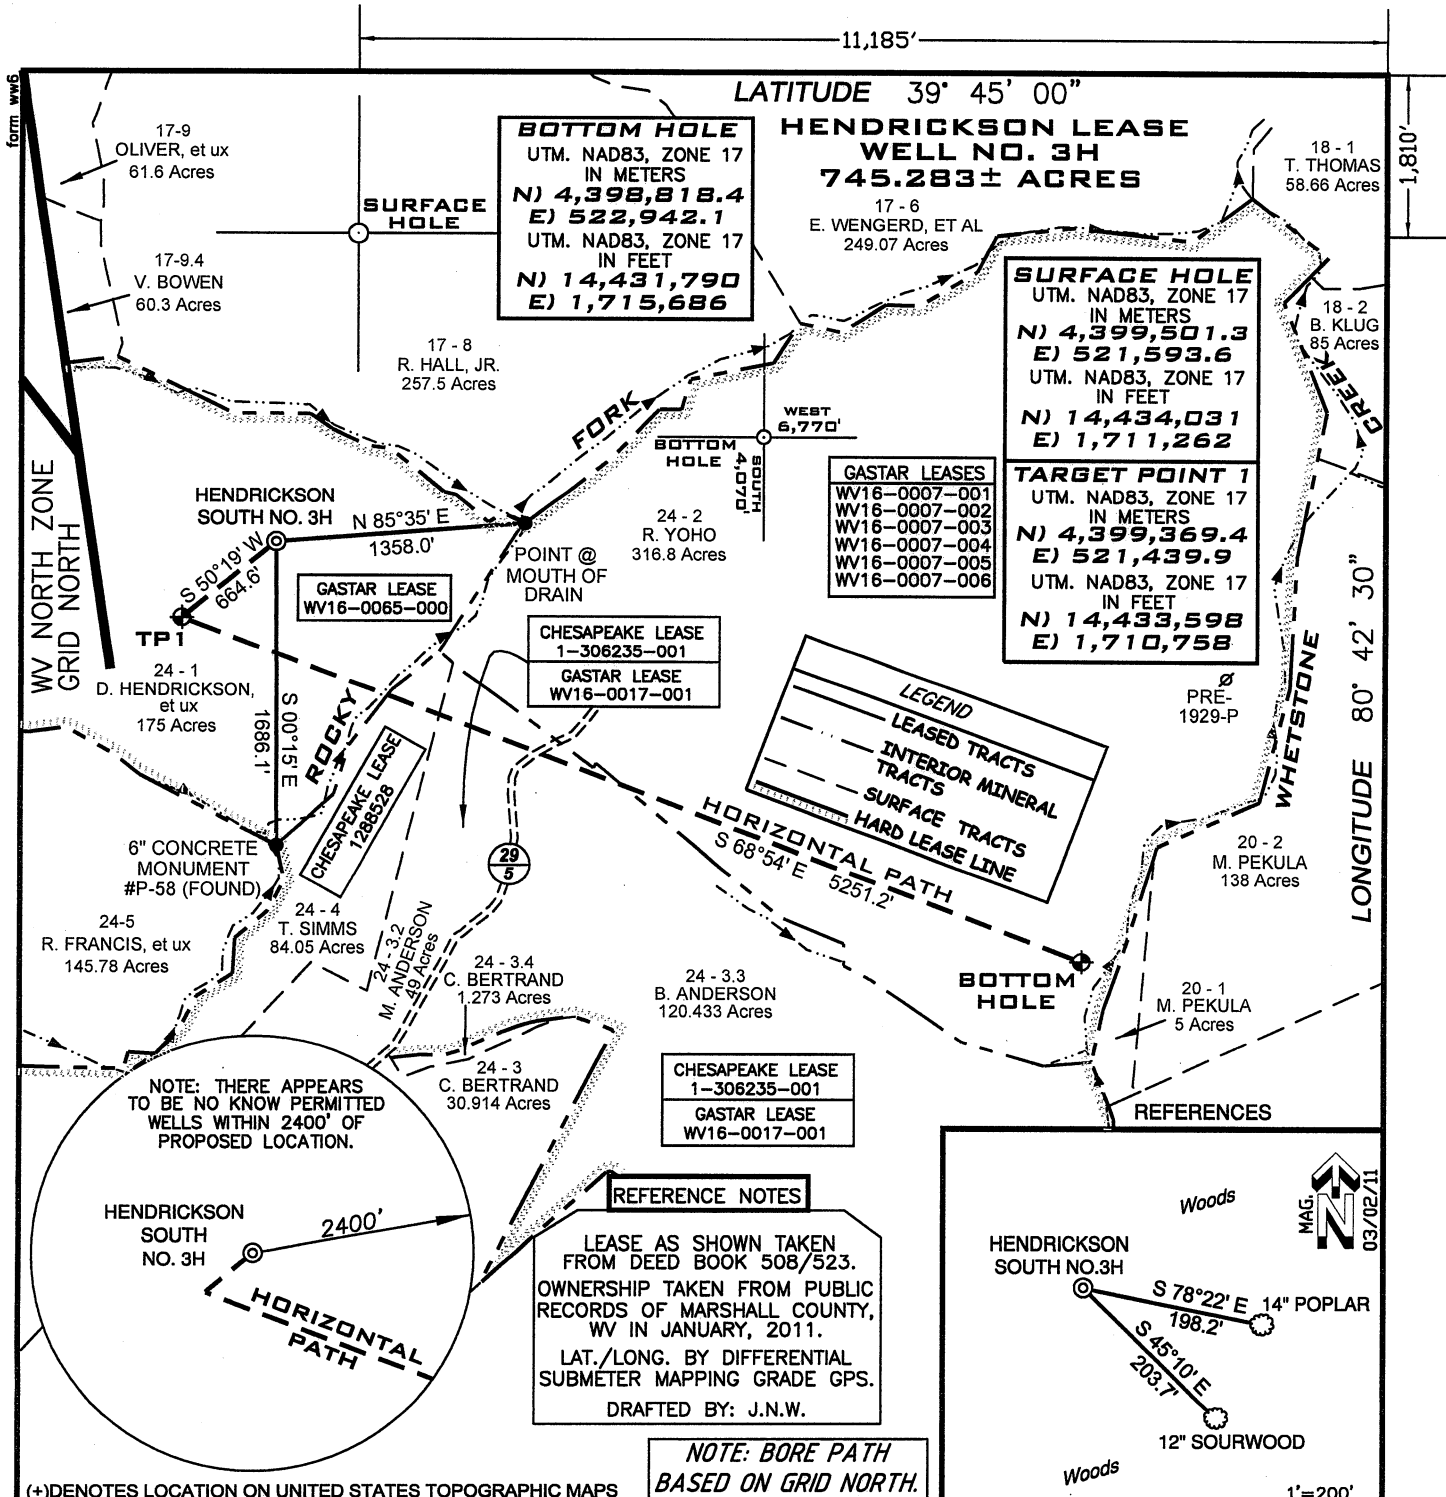 11,185'
form ww6
LATITUDE 39° 45' 00"
HENDRICKSON LEASE
WELL NO. 3H
745.283± ACRES
1,810'
17-9
OLIVER, et ux
61.6 Acres
SURFACE
HOLE
BOTTOM HOLE
UTM. NAD83, ZONE 17
IN METERS
N) 4,398,818.4
E) 522,942.1
UTM. NAD83, ZONE 17
IN FEET
N) 14,431,790
E) 1,715,686
17 - 6
E. WENGERD, ET AL
249.07 Acres
18 - 1
T. THOMAS
58.66 Acres
17-9.4
V. BOWEN
60.3 Acres
17 - 8
R. HALL, JR.
257.5 Acres
SURFACE HOLE
UTM. NAD83, ZONE 17
IN METERS
N) 4,399,501.3
E) 521,593.6
UTM. NAD83, ZONE 17
IN FEET
N) 14,434,031
E) 1,711,262
TARGET POINT 1
UTM. NAD83, ZONE 17
IN METERS
N) 4,399,369.4
E) 521,439.9
UTM. NAD83, ZONE 17
IN FEET
N) 14,433,598
E) 1,710,758
18 - 2
B. KLUG
85 Acres
CREEK
FORK
WEST
6,770'
BOTTOM
HOLE
SOUTH
4,070'
GASTAR LEASES
WV16-0007-001
WV16-0007-002
WV16-0007-003
WV16-0007-004
WV16-0007-005
WV16-0007-006
WV NORTH ZONE
GRID NORTH
HENDRICKSON
SOUTH NO. 3H
N 85°35' E
1358.0'
24 - 2
R. YOHO
316.8 Acres
POINT @
MOUTH OF
DRAIN
S 50°19' W
664.6'
GASTAR LEASE
WV16-0065-000
TP1
CHESAPEAKE LEASE
1-306235-001
GASTAR LEASE
WV16-0017-001
24 - 1
D. HENDRICKSON,
et ux
175 Acres
S 00°15' E
1686.1'
ROCKY
CHESAPEAKE LEASE
1288528
LEGEND
LEASED TRACTS
INTERIOR MINERAL
TRACTS
SURFACE TRACTS
HARD LEASE LINE
PRE-
1929-P
WHETSTONE
LONGITUDE 80° 42' 30"
HORIZONTAL PATH
S 68°54' E 5251.2'
29
5
6" CONCRETE
MONUMENT
#P-58 (FOUND)
20 - 2
M. PEKULA
138 Acres
24-5
R. FRANCIS, et ux
145.78 Acres
24 - 4
T. SIMMS
84.05 Acres
24 - 3.2
M. ANDERSON
49 Acres
24 - 3.4
C. BERTRAND
1.273 Acres
24 - 3.3
B. ANDERSON
120.433 Acres
BOTTOM
HOLE
20 - 1
M. PEKULA
5 Acres
24 - 3
C. BERTRAND
30.914 Acres
CHESAPEAKE LEASE
1-306235-001
GASTAR LEASE
WV16-0017-001
NOTE: THERE APPEARS
TO BE NO KNOW PERMITTED
WELLS WITHIN 2400' OF
PROPOSED LOCATION.
HENDRICKSON
SOUTH
NO. 3H
2400'
HORIZONTAL
PATH
REFERENCE NOTES
LEASE AS SHOWN TAKEN
FROM DEED BOOK 508/523.
OWNERSHIP TAKEN FROM PUBLIC
RECORDS OF MARSHALL COUNTY,
WV IN JANUARY, 2011.
LAT./LONG. BY DIFFERENTIAL
SUBMETER MAPPING GRADE GPS.
DRAFTED BY: J.N.W.
NOTE: BORE PATH
BASED ON GRID NORTH.
REFERENCES
Woods
MAG.
N
03/02/11
HENDRICKSON
SOUTH NO.3H
S 78°22' E
198.2'
14" POPLAR
S 45°10' E
203.7'
12" SOURWOOD
Woods
1'=200'
(+)DENOTES LOCATION ON UNITED STATES TOPOGRAPHIC MAPS